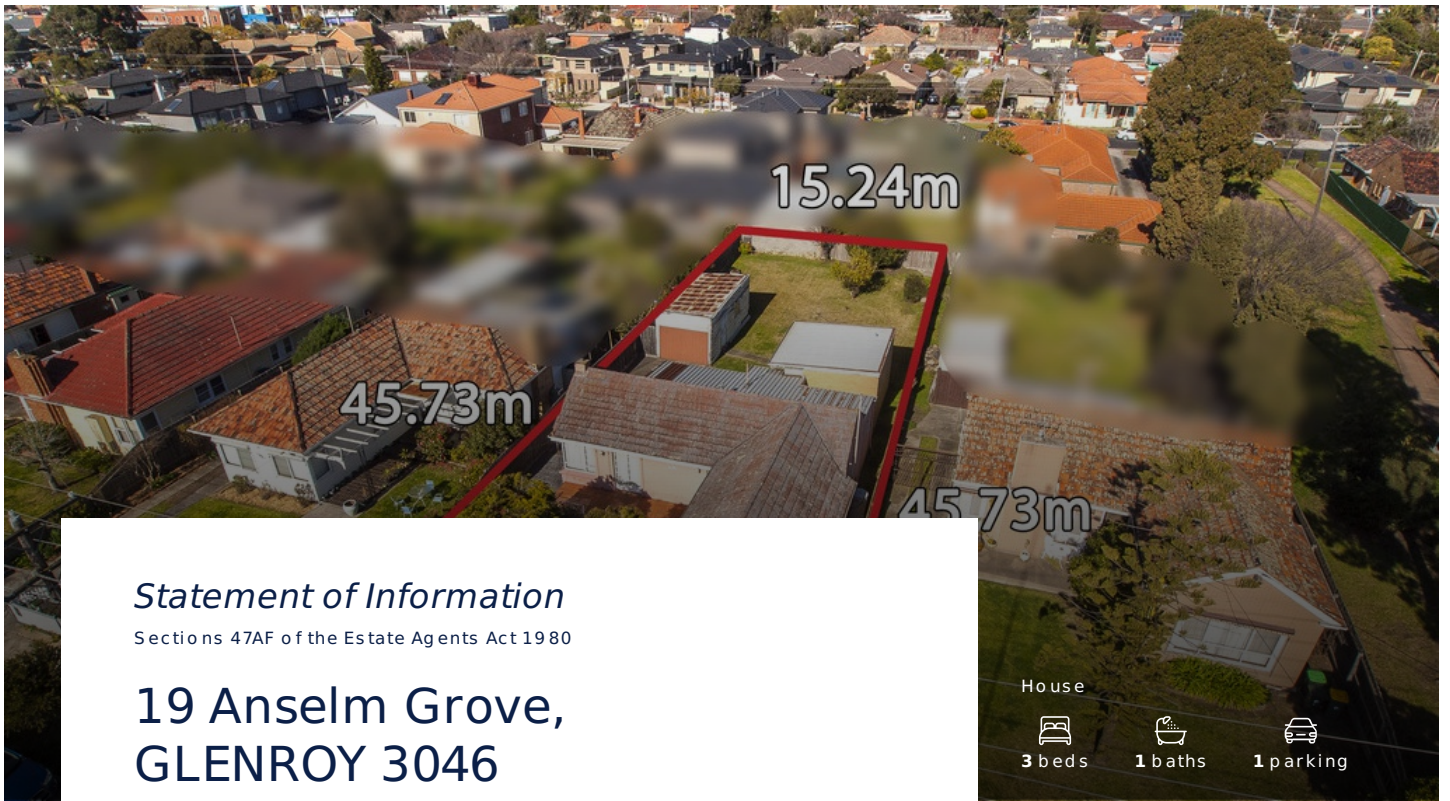 15.24m
45.73m
45.73m
Statement of Information
Sections 47AF of the Estate Agents Act 1980
19 Anselm Grove,
GLENROY 3046
House
3 beds
1 baths
1 parking